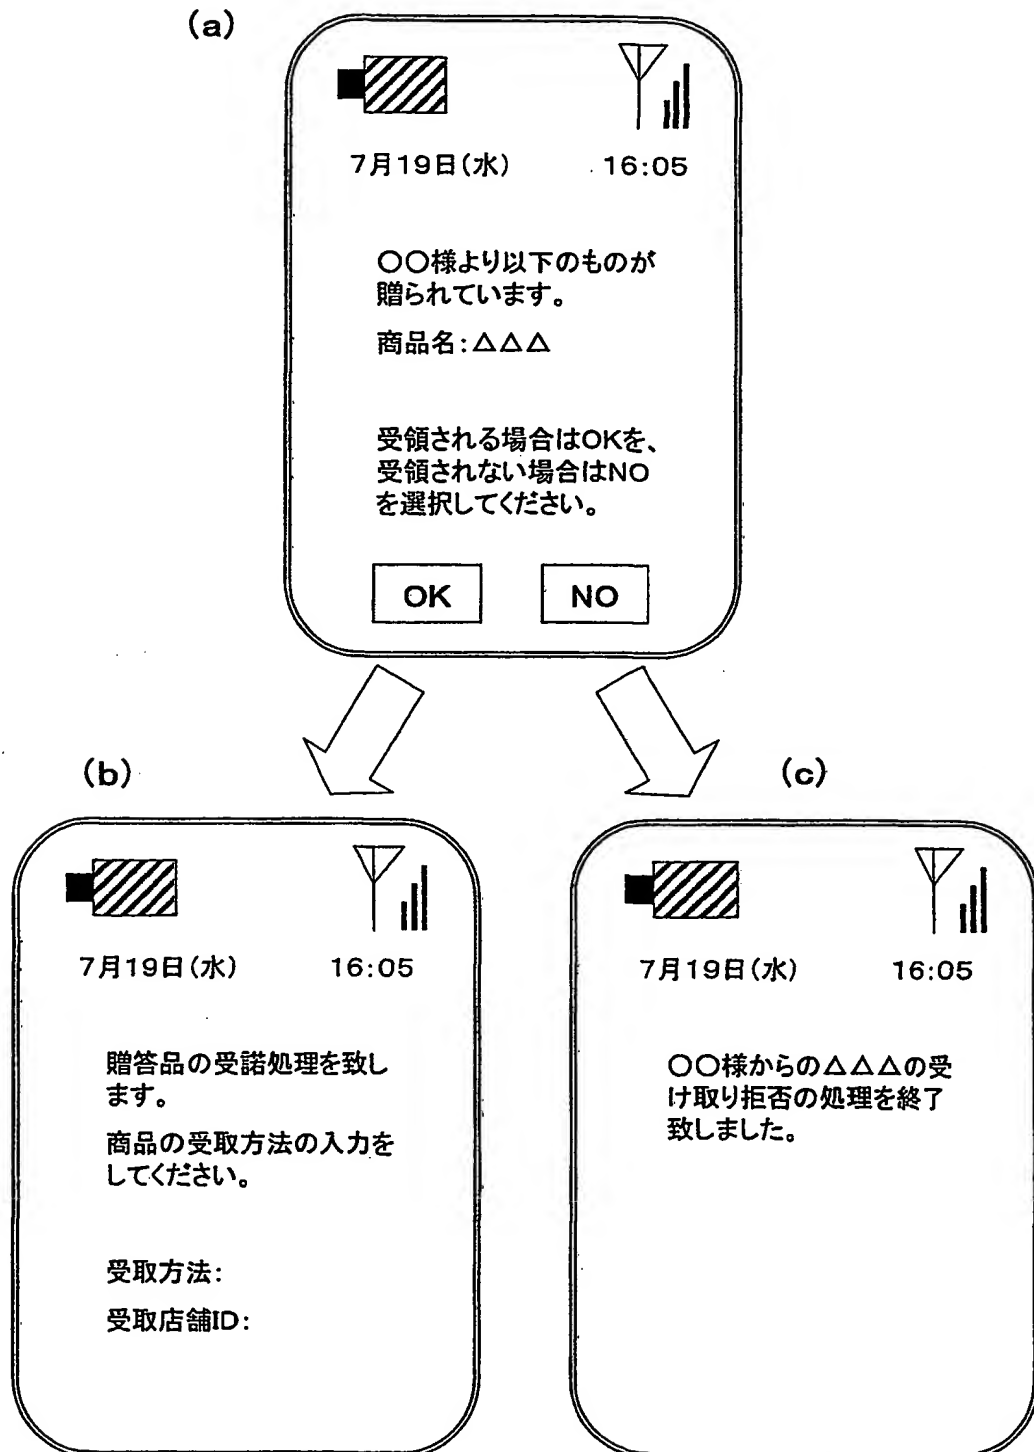 (a)
7月19日(水) 16:05
〇〇様より以下のものが
贈られています。
商品名:△△△
受領される場合はOKを、
受領されない場合はNO
を選択してください。
OK NO
(b)
7月19日(水) 16:05
贈答品の受諾処理を致し
ます。
商品の受取方法の入力を
してください。
受取方法:
受取店舗ID:
(c)
7月19日(水) 16:05
〇〇様からの△△△の受
け取り拒否の処理を終了
致しました。